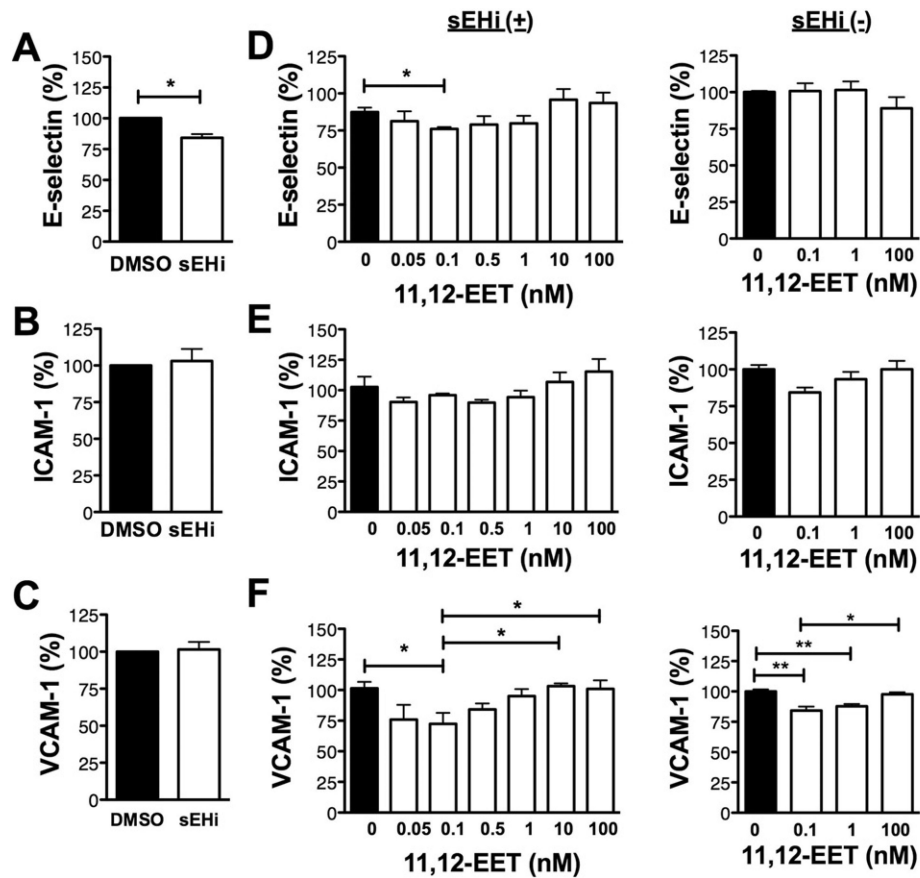 sEHi (+)
sEHi (-)
A
E-selectin (%)
150
125
100
75
50
25
0
*
DMSO sEHi
D
E-selectin (%)
125
100
75
50
25
0
*
0 0.05 0.1 0.5 1 10 100
11,12-EET (nM)
E-selectin (%)
125
100
75
50
25
0
0 0.1 1 100
11,12-EET (nM)
B
ICAM-1 (%)
125
100
75
50
25
0
DMSO sEHi
E
ICAM-1 (%)
125
100
75
50
25
0
0 0.05 0.1 0.5 1 10 100
11,12-EET (nM)
ICAM-1 (%)
125
100
75
50
25
0
0 0.1 1 100
11,12-EET (nM)
C
VCAM-1 (%)
125
100
75
50
25
0
DMSO sEHi
F
VCAM-1 (%)
150
125
100
75
50
25
0
*
*
*
0 0.05 0.1 0.5 1 10 100
11,12-EET (nM)
VCAM-1 (%)
150
125
100
75
50
25
0
*
**
**
0 0.1 1 100
11,12-EET (nM)